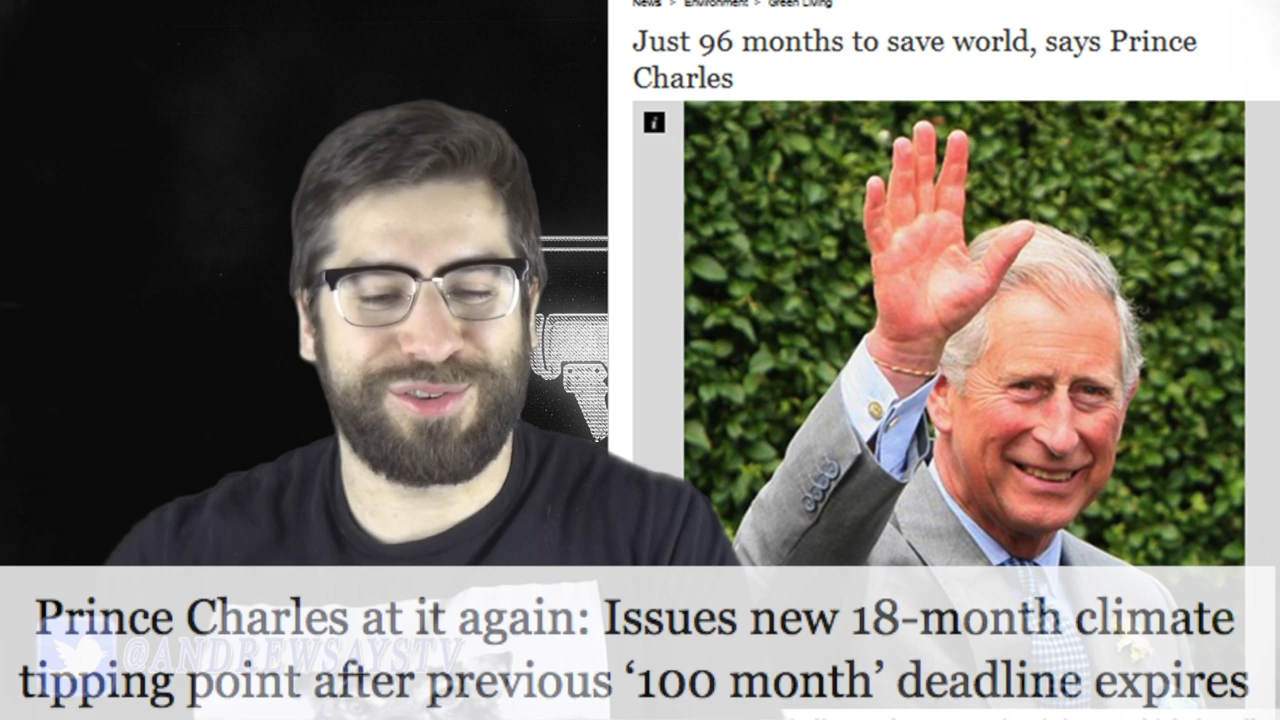 News > Environment > Green Living
Just 96 months to save world, says Prince
Charles
i
Prince Charles at it again: Issues new 18-month climate
@ANDREWSAYSTV
tipping point after previous ‘100 month’ deadline expires